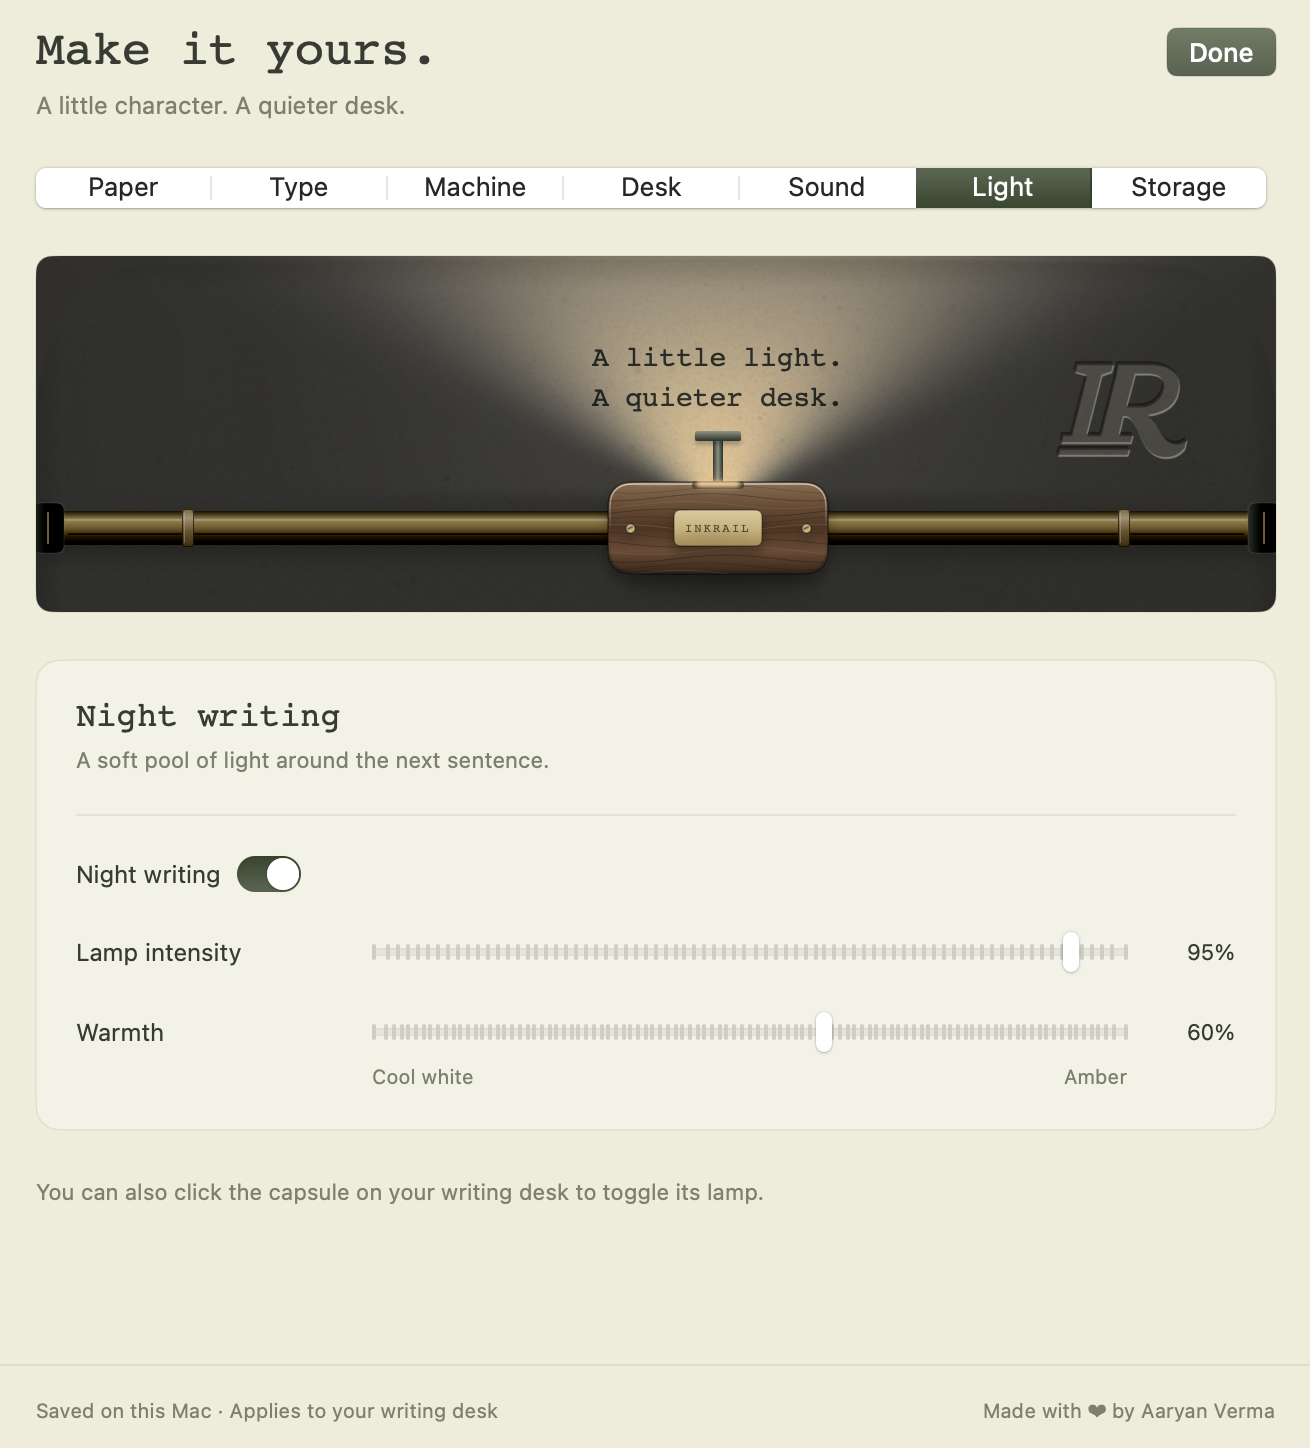 Make it yours.
Done
A little character. A quieter desk.
Paper Type Machine Desk Sound Light Storage
A little light.
A quieter desk.
IR
INKRAIL
Night writing
A soft pool of light around the next sentence.
Night writing
Lamp intensity 95%
Warmth 60%
Cool white Amber
You can also click the capsule on your writing desk to toggle its lamp.
Saved on this Mac · Applies to your writing desk
Made with ❤ by Aaryan Verma